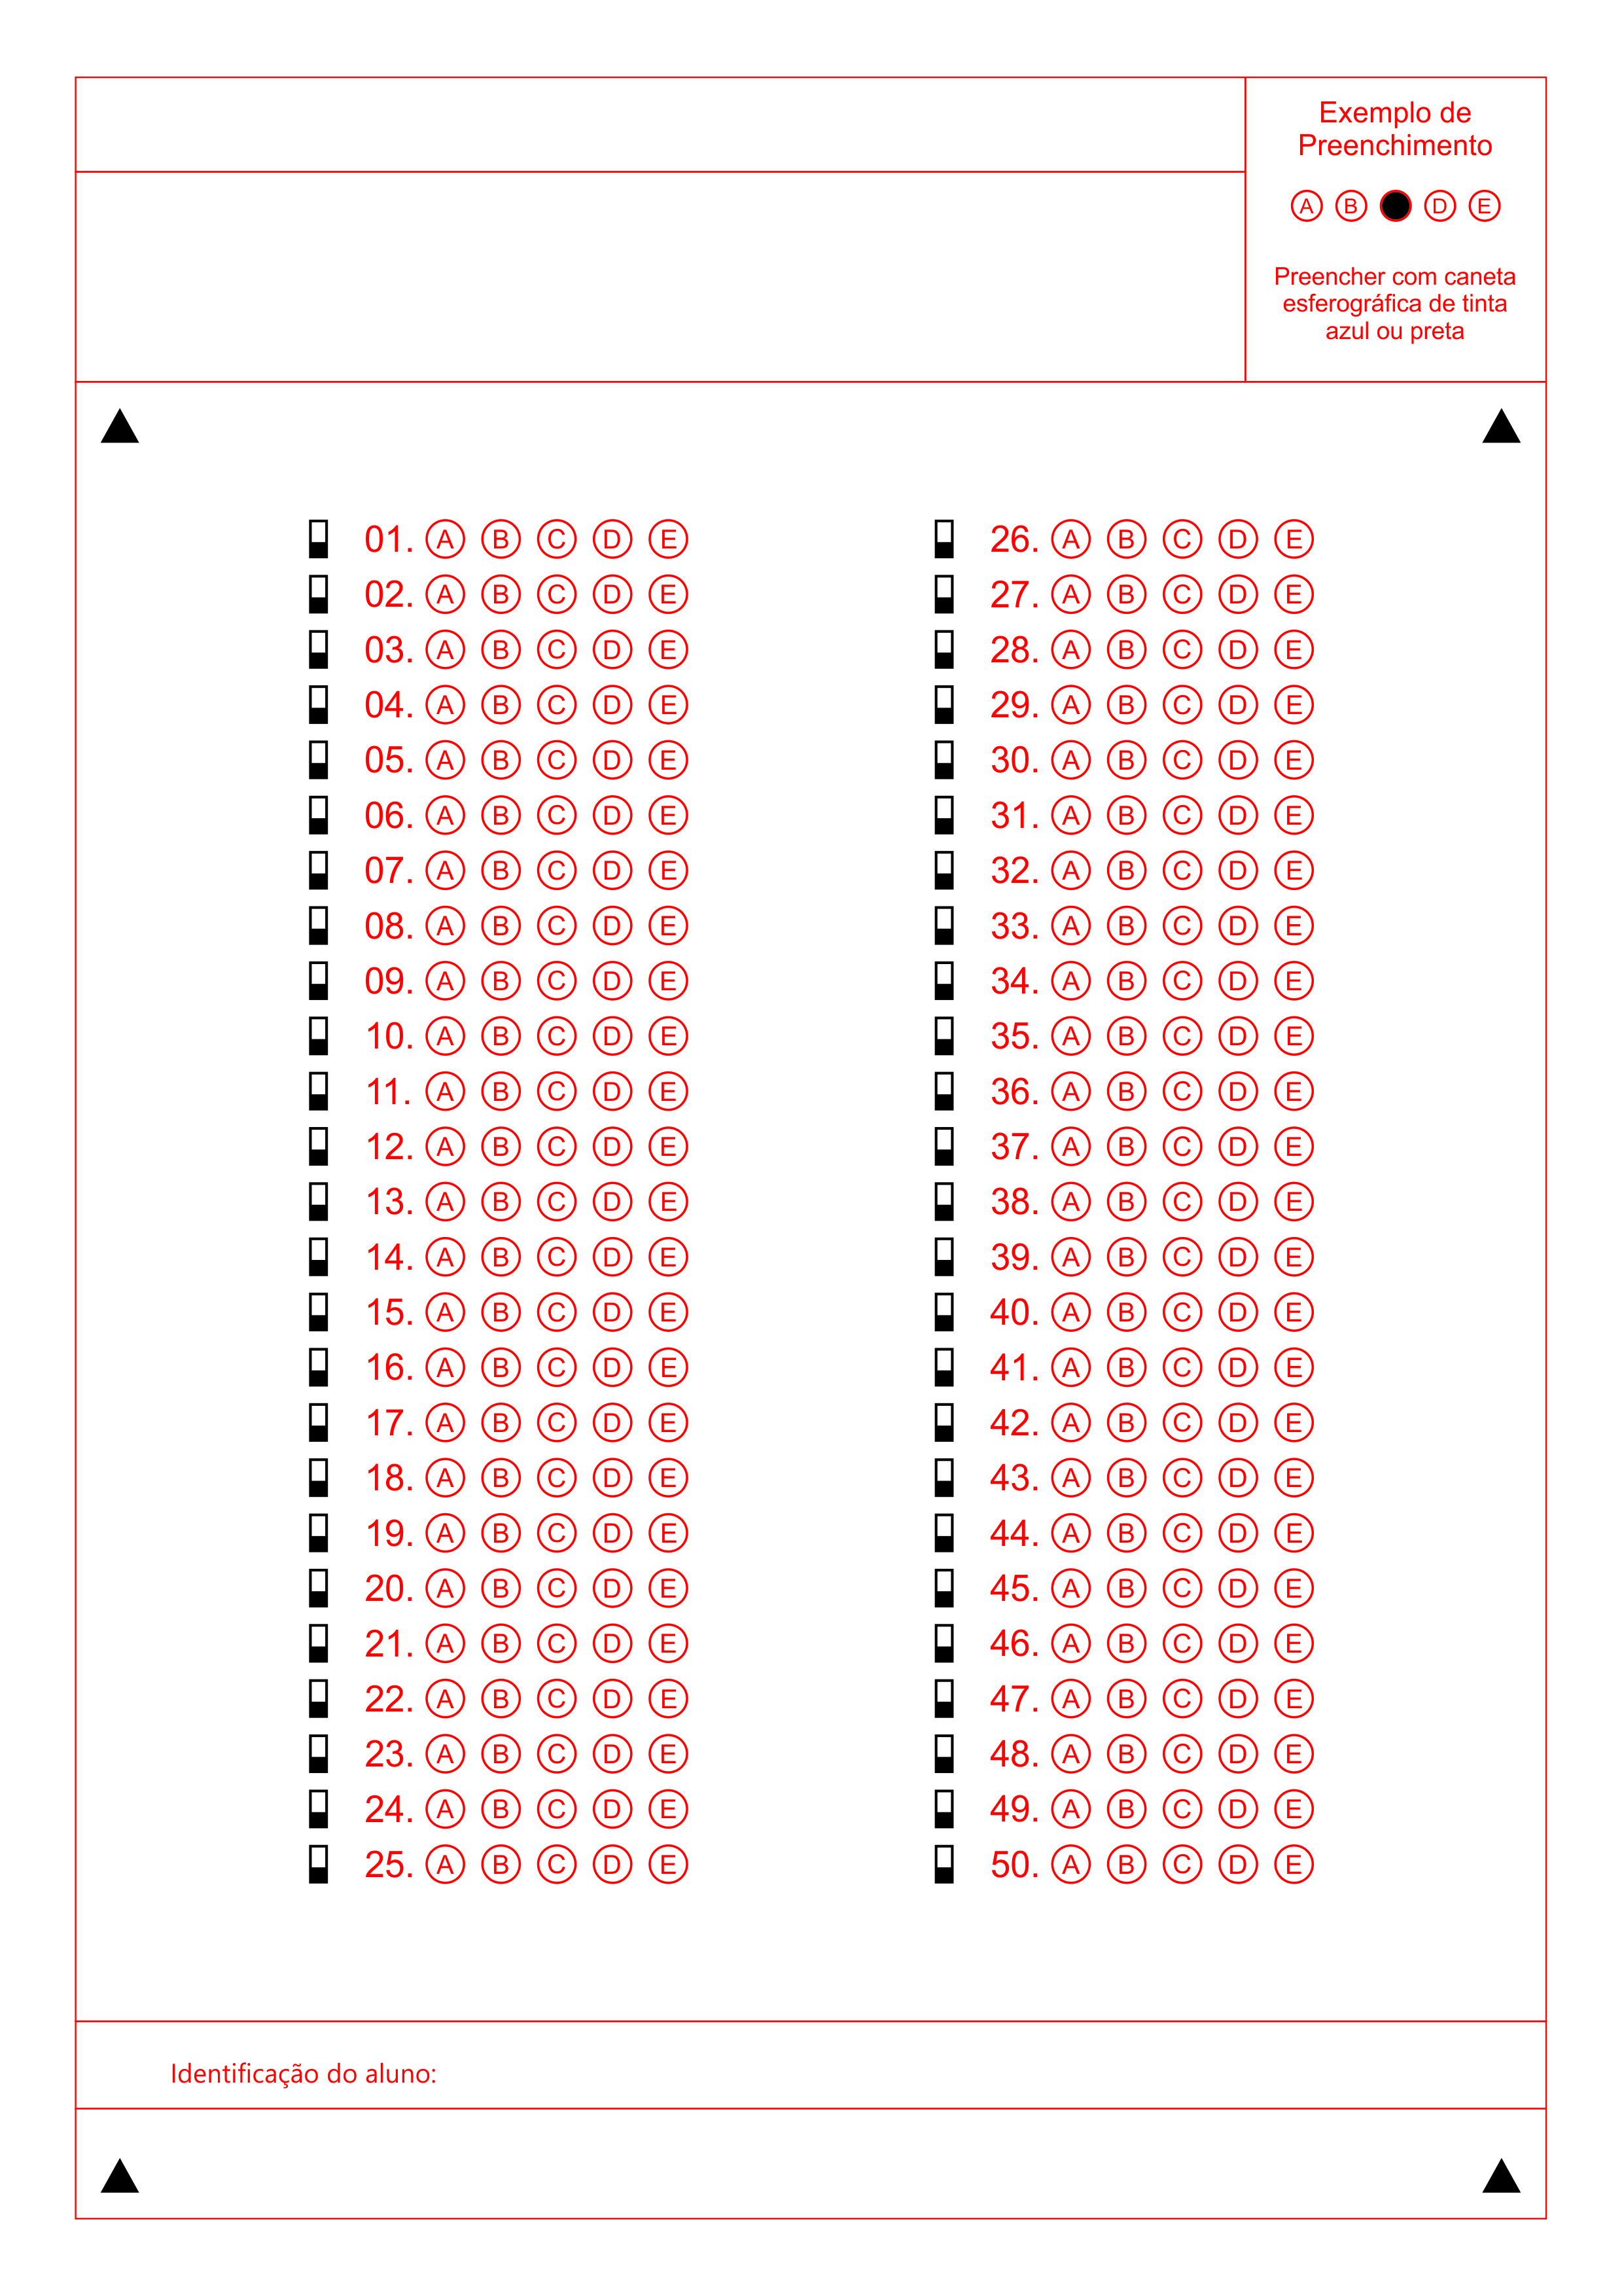 Exemplo de
Preenchimento
A B D E
Preencher com caneta
esferográfica de tinta
azul ou preta
01. A B C D E
02. A B C D E
03. A B C D E
04. A B C D E
05. A B C D E
06. A B C D E
07. A B C D E
08. A B C D E
09. A B C D E
10. A B C D E
11. A B C D E
12. A B C D E
13. A B C D E
14. A B C D E
15. A B C D E
16. A B C D E
17. A B C D E
18. A B C D E
19. A B C D E
20. A B C D E
21. A B C D E
22. A B C D E
23. A B C D E
24. A B C D E
25. A B C D E
26. A B C D E
27. A B C D E
28. A B C D E
29. A B C D E
30. A B C D E
31. A B C D E
32. A B C D E
33. A B C D E
34. A B C D E
35. A B C D E
36. A B C D E
37. A B C D E
38. A B C D E
39. A B C D E
40. A B C D E
41. A B C D E
42. A B C D E
43. A B C D E
44. A B C D E
45. A B C D E
46. A B C D E
47. A B C D E
48. A B C D E
49. A B C D E
50. A B C D E
Identificação do aluno: